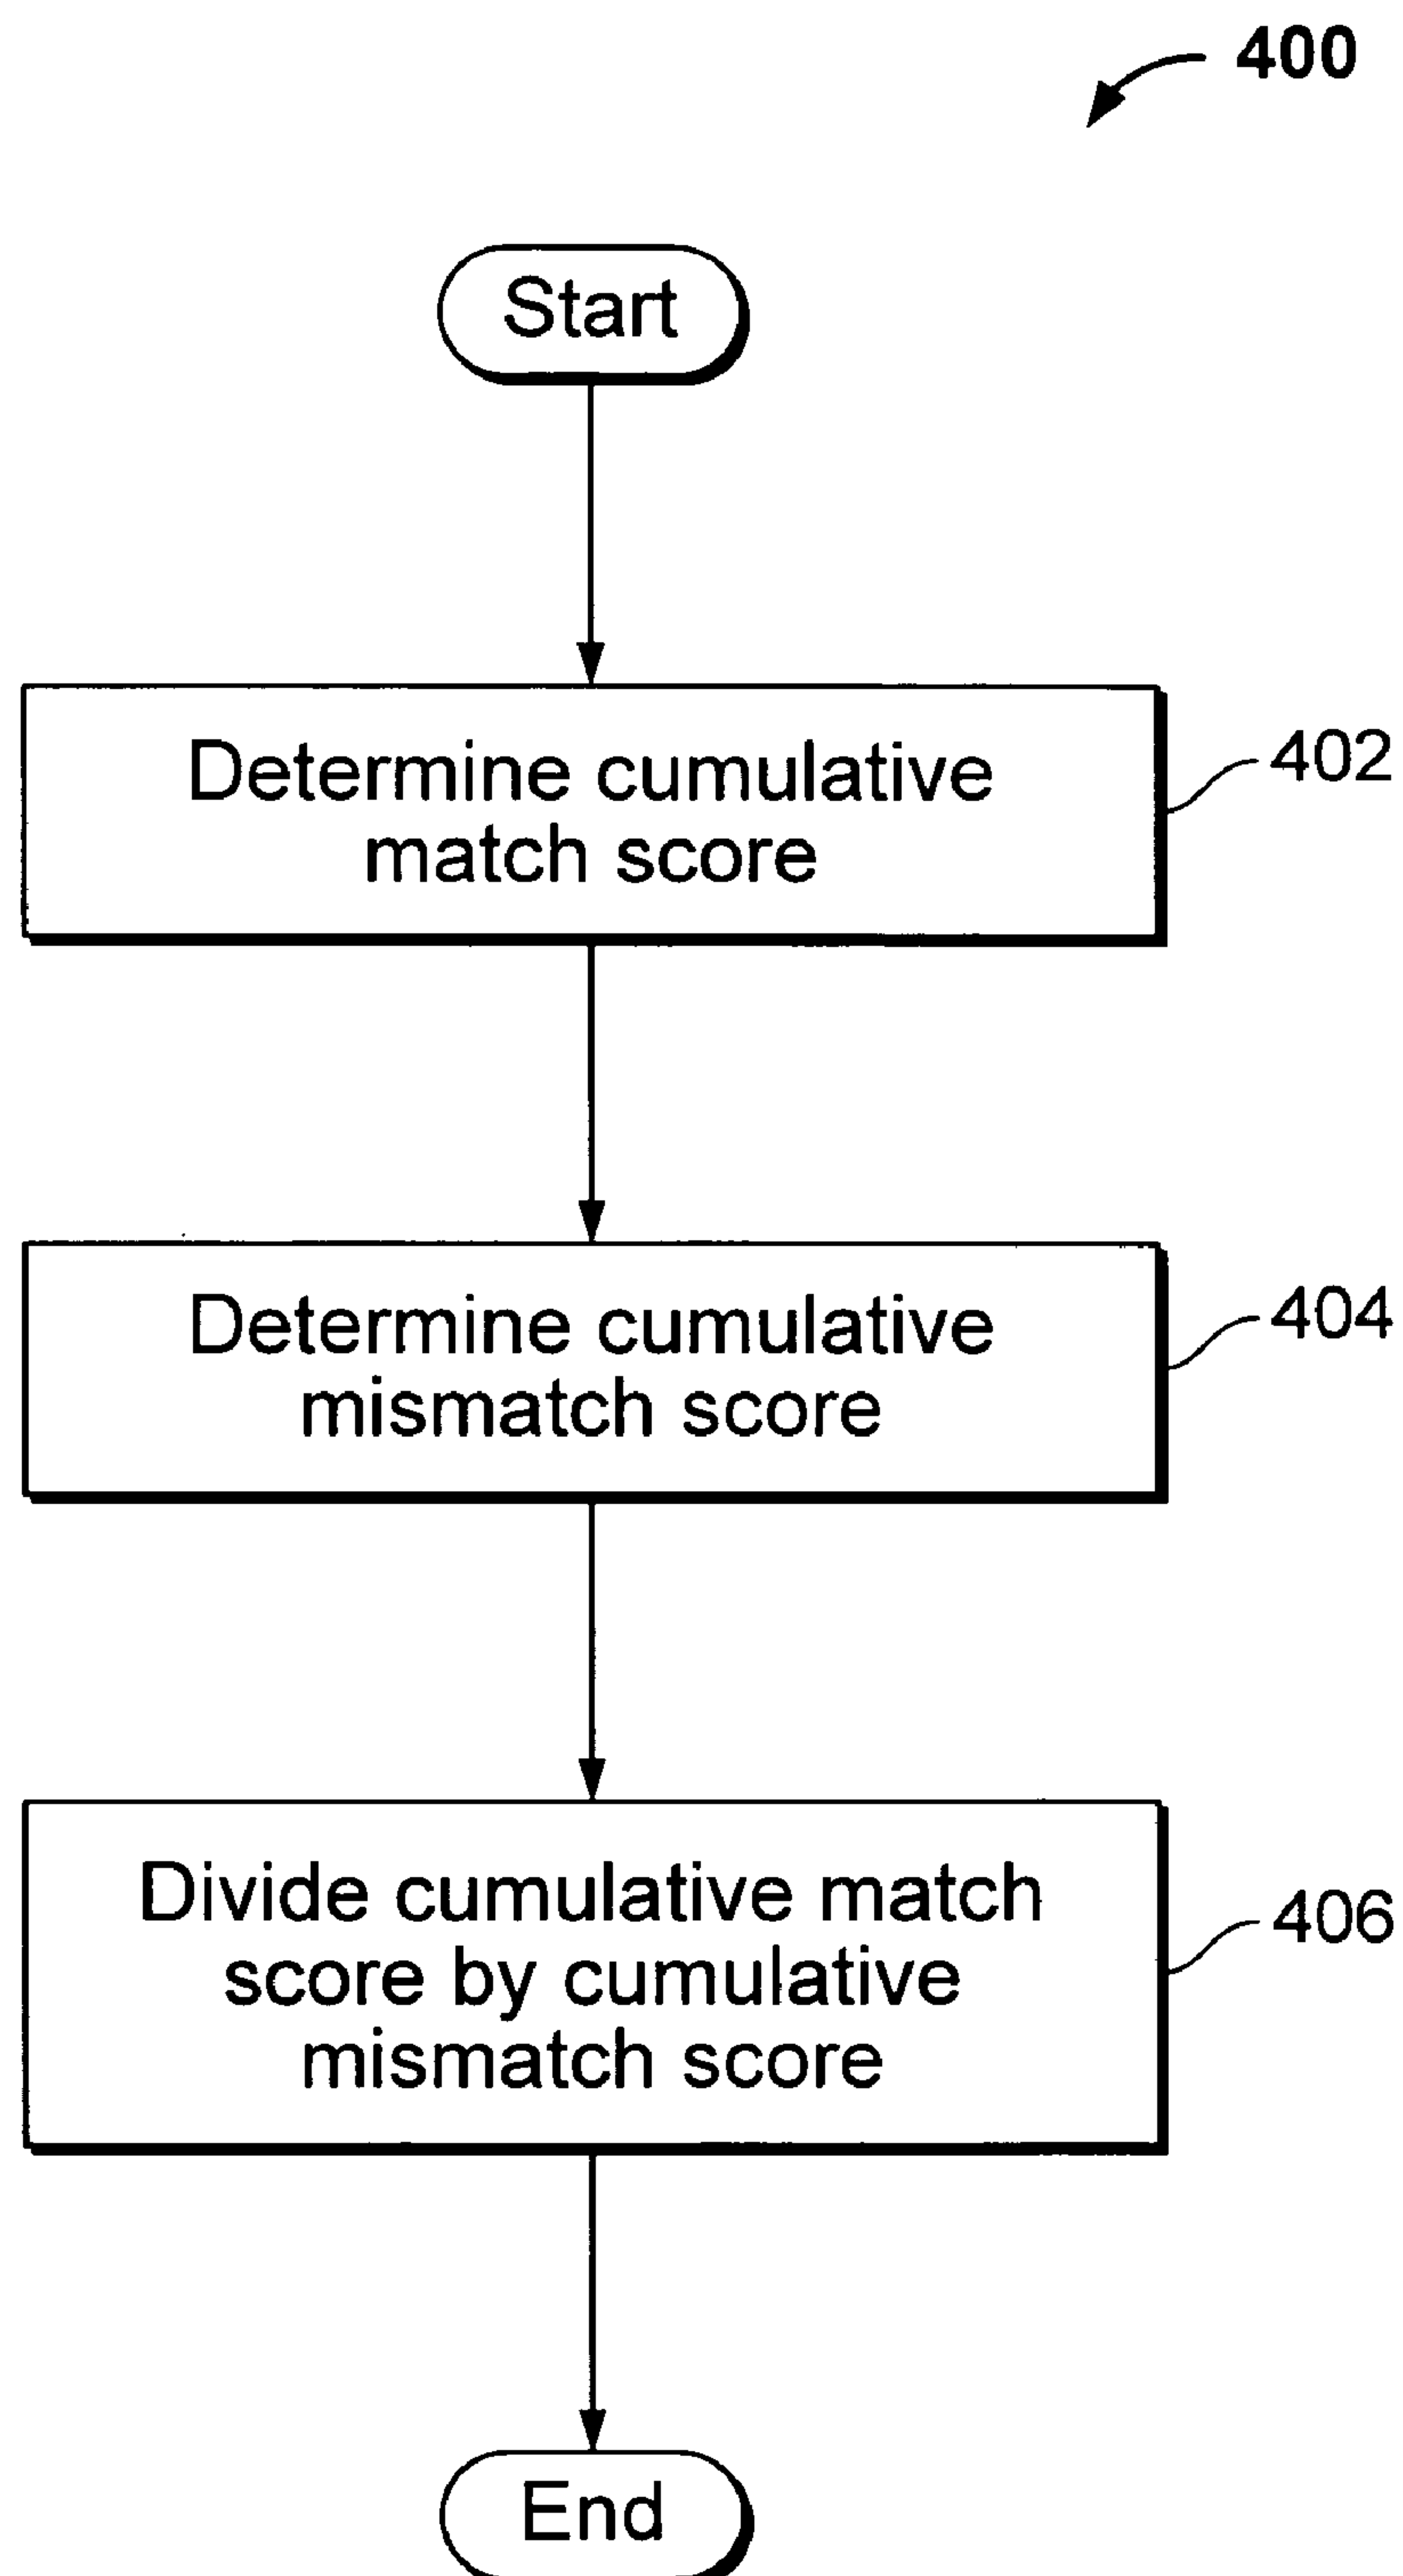 400
Start
Determine cumulative
match score
402
Determine cumulative
mismatch score
404
Divide cumulative match
score by cumulative
mismatch score
406
End